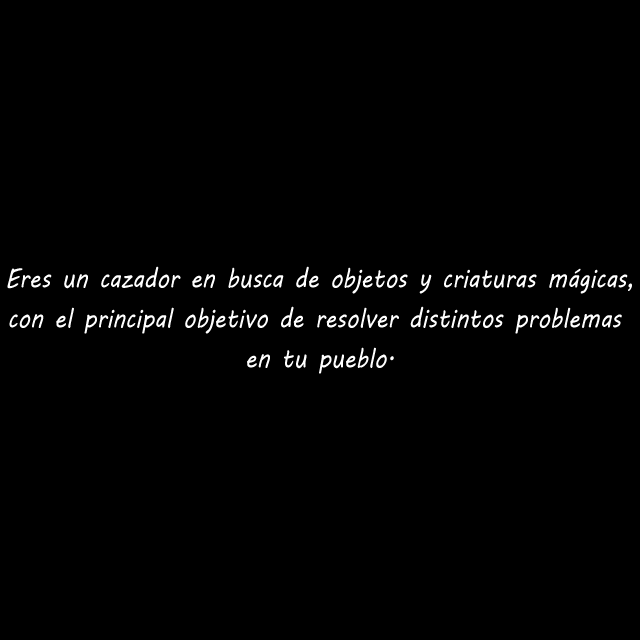 Eres un cazador en busca de objetos y criaturas mágicas,
con el principal objetivo de resolver distintos problemas
en tu pueblo.